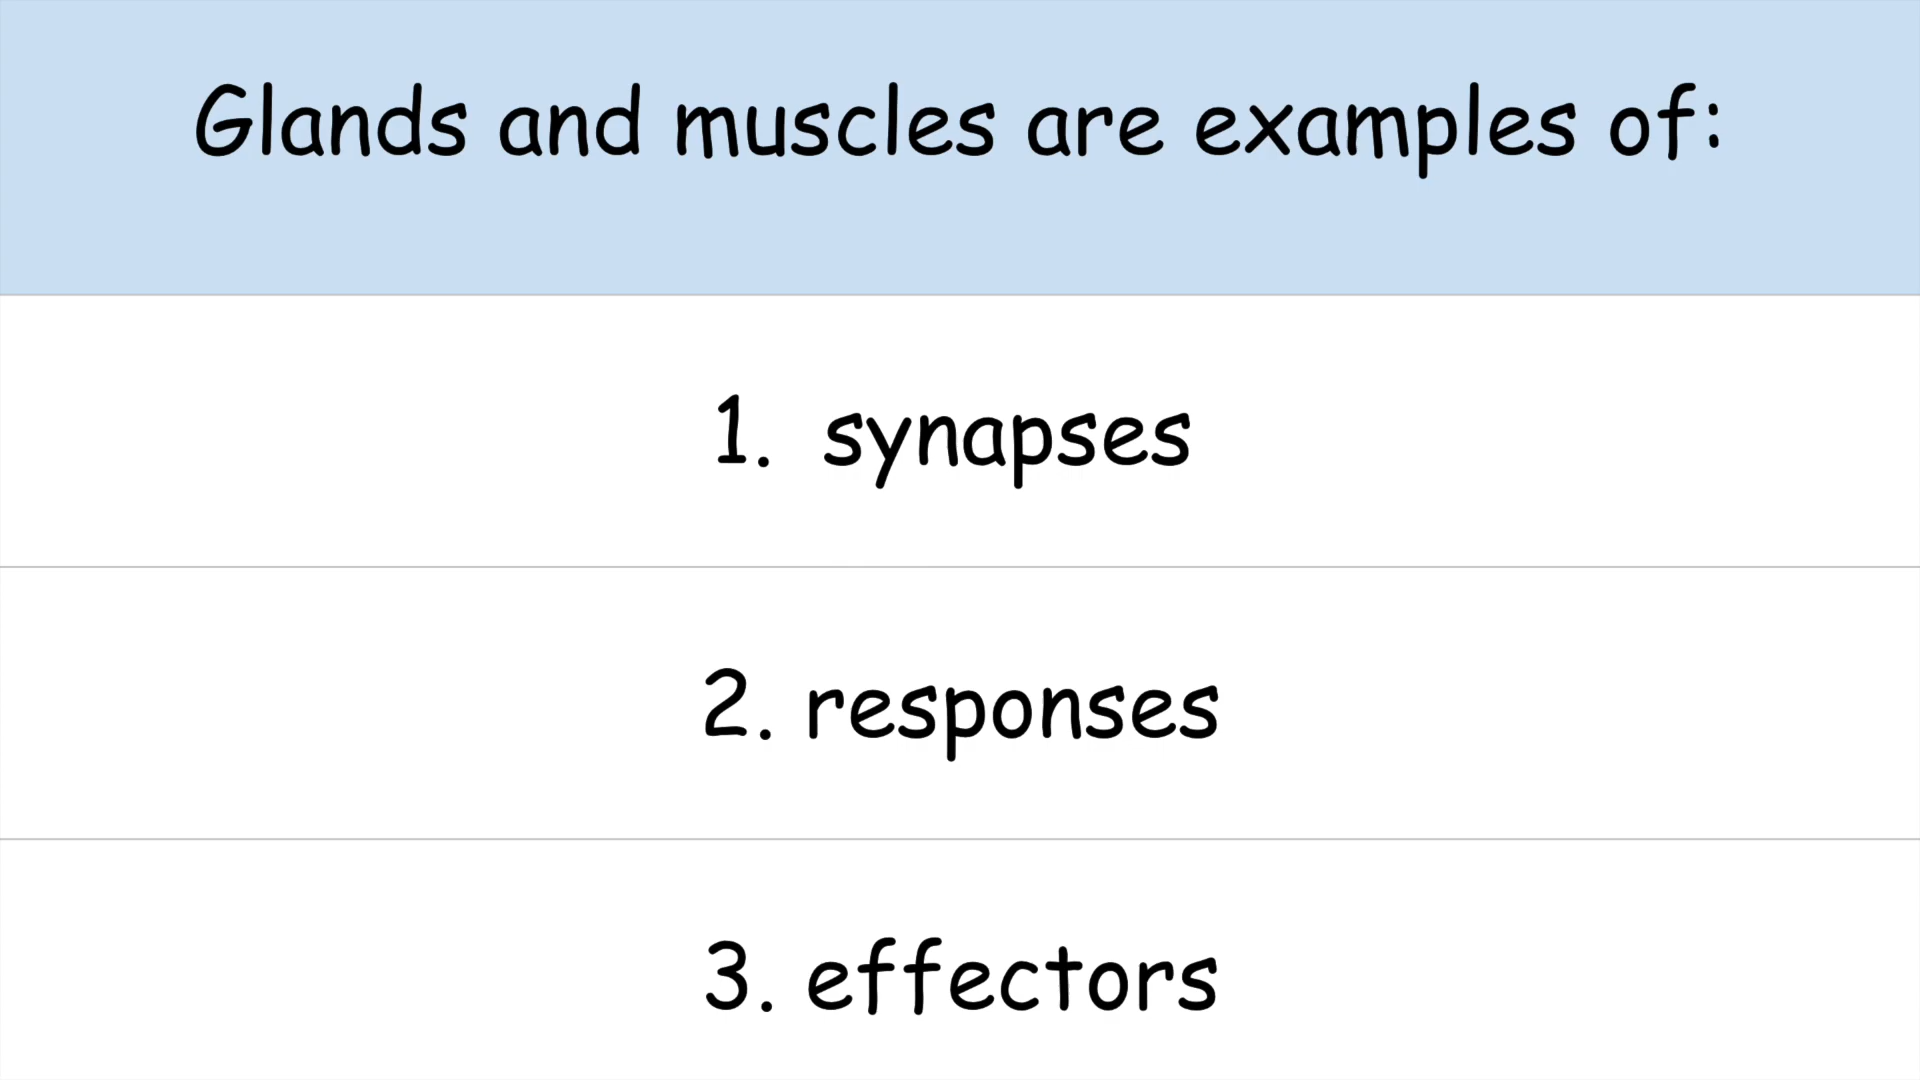 Glands and muscles are examples of:
1. synapses
2. responses
3. effectors